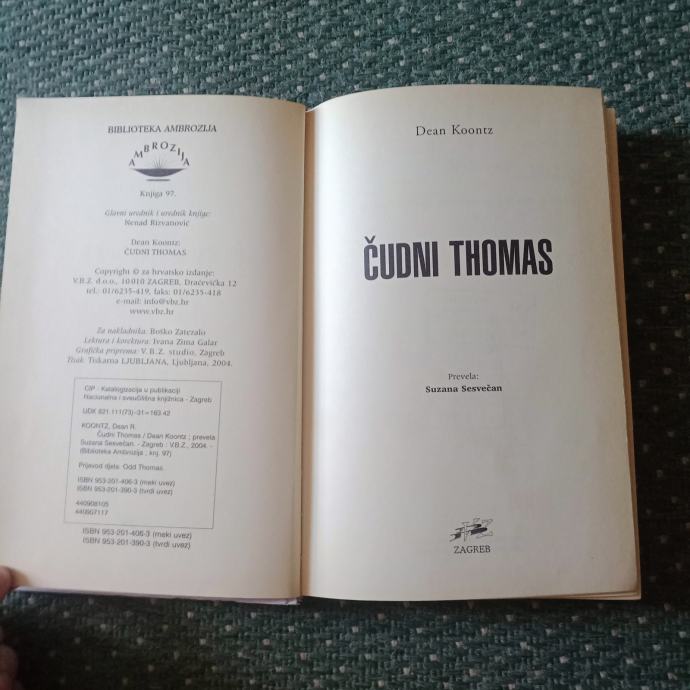 BIBLIOTEKA AMBROZIJA
AMBROZIJA
Knjiga 97.
Glavni urednik i urednik knjige:
Nenad Rizvanović
Dean Koontz:
ČUDNI THOMAS
Copyright © za hrvatsko izdanje:
V.B.Z. d.o.o., 10010 ZAGREB, Dračevička 12
tel.: 01/6235-419, faks: 01/6235-418
e-mail: info@vbz.hr
www.vbz.hr
Za nakladnika: Boško Zatezalo
Lektura i korektura: Ivana Zima Galar
Grafička priprema: V.B.Z. studio, Zagreb
Tisak: Tiskarna LJUBLJANA, Ljubljana, 2004.
CIP - Katalogizacija u publikaciji
Nacionalna i sveučilišna knjižnica - Zagreb
UDK 821.111(73)-31=163.42
KOONTZ, Dean R.
Čudni Thomas / Dean Koontz ; prevela
Suzana Sesvečan. - Zagreb : V.B.Z., 2004. -
(Biblioteka Ambrozija ; knj. 97)
Prijevod djela: Odd Thomas.
ISBN 953-201-406-3 (meki uvez)
ISBN 953-201-390-3 (tvrdi uvez)
440908105
440907117
ISBN 953-201-406-3 (meki uvez)
ISBN 953-201-390-3 (tvrdi uvez)
Dean Koontz
ČUDNI THOMAS
Prevela:
Suzana Sesvečan
ZAGREB